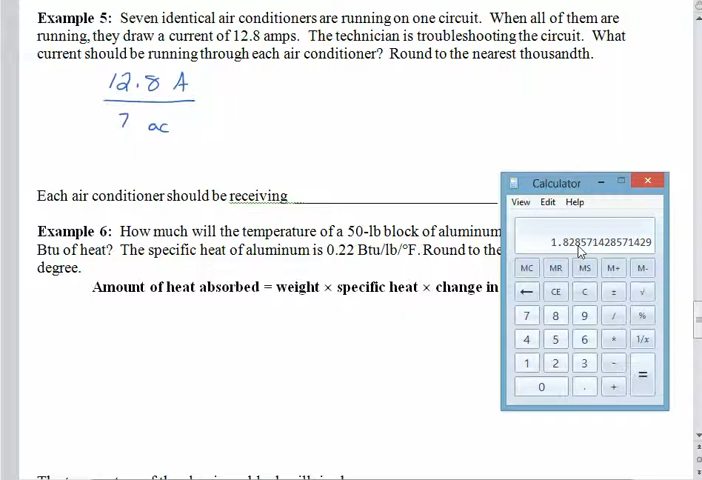 Example 5: Seven identical air conditioners are running on one circuit. When all of them are
running, they draw a current of 12.8 amps. The technician is troubleshooting the circuit. What
current should be running through each air conditioner? Round to the nearest thousandth.
12.8 A
7 ac
Each air conditioner should be receiving
Example 6: How much will the temperature of a 50-lb block of aluminum
Btu of heat? The specific heat of aluminum is 0.22 Btu/lb/°F. Round to the
degree.
Amount of heat absorbed = weight × specific heat × change in
Calculator
View Edit Help
1.828571428571429
MC MR MS M+ M-
← CE C ± √
7 8 9 / %
4 5 6 * 1/x
1 2 3 - =
0 . +